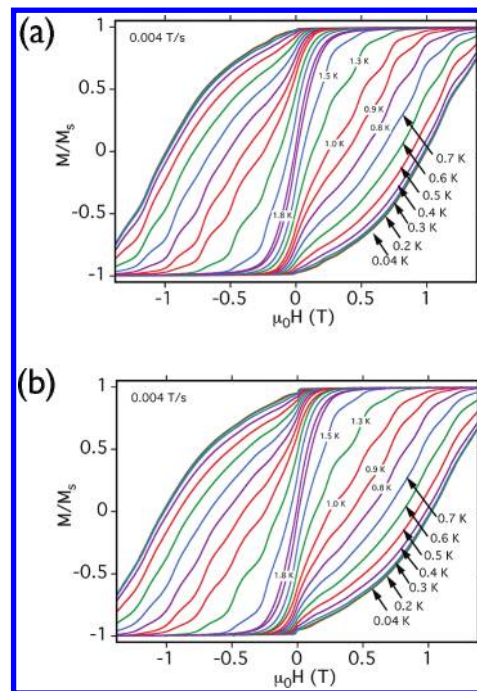 (a)
0.004 T/s
1
0.5
0
-0.5
-1
M/Ms
1.5 K
1.3 K
0.9 K
1.0 K
0.8 K
1.8 K
0.7 K
0.6 K
0.5 K
0.4 K
0.3 K
0.2 K
0.04 K
-1 -0.5 0 0.5 1
μ0H (T)
(b)
0.004 T/s
1
0.5
0
-0.5
-1
M/Ms
1.5 K
1.3 K
0.9 K
1.0 K
0.8 K
1.8 K
0.7 K
0.6 K
0.5 K
0.4 K
0.3 K
0.2 K
0.04 K
-1 -0.5 0 0.5 1
μ0H (T)